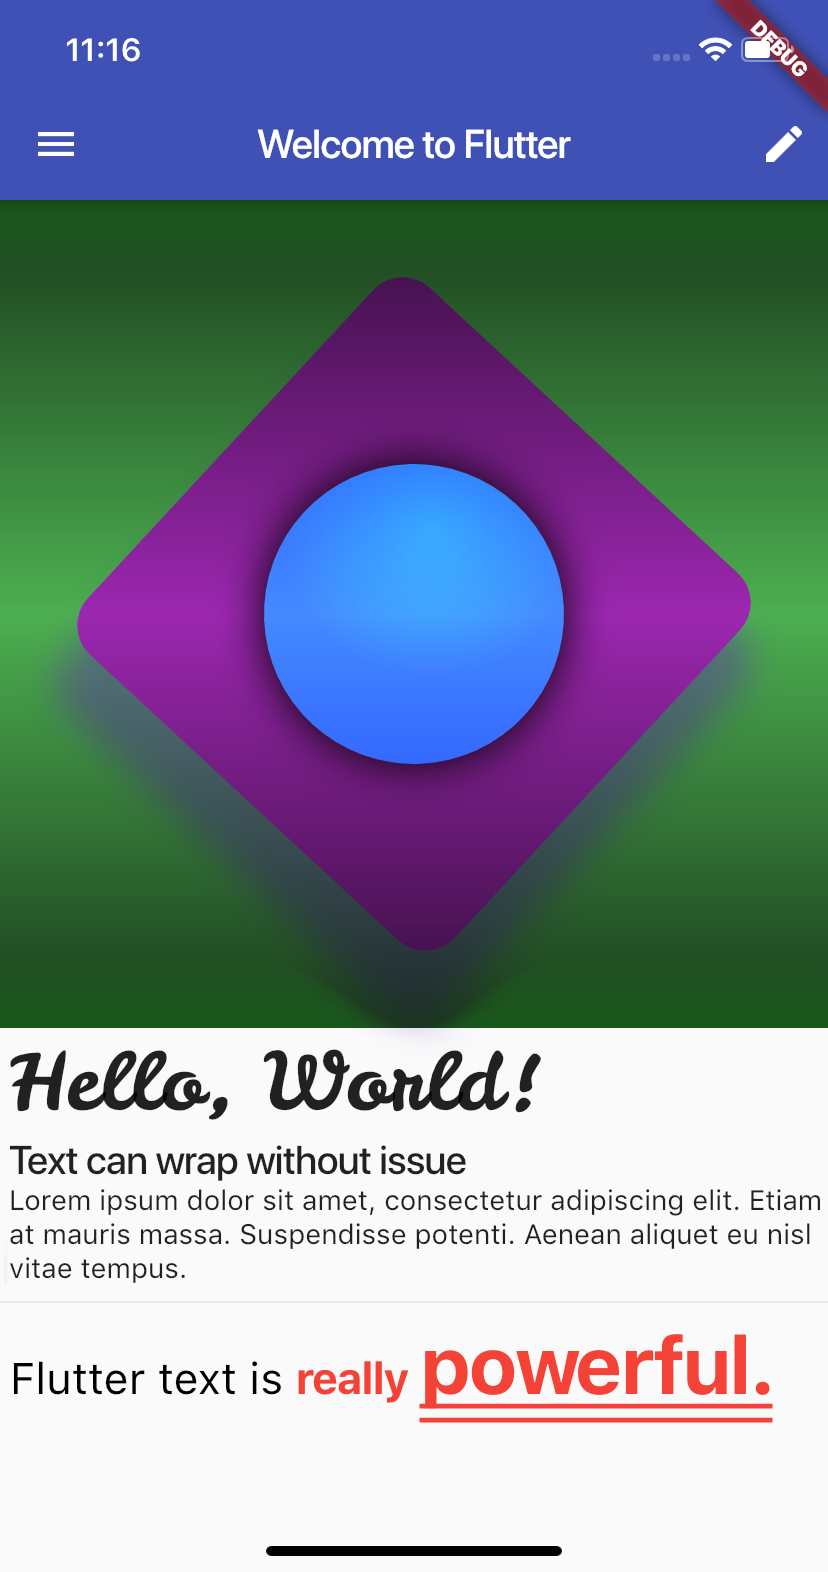 11:16
DEBUG
Welcome to Flutter
Hello, World!
Text can wrap without issue
Lorem ipsum dolor sit amet, consectetur adipiscing elit. Etiam
at mauris massa. Suspendisse potenti. Aenean aliquet eu nisl
vitae tempus.
Flutter text is really powerful.